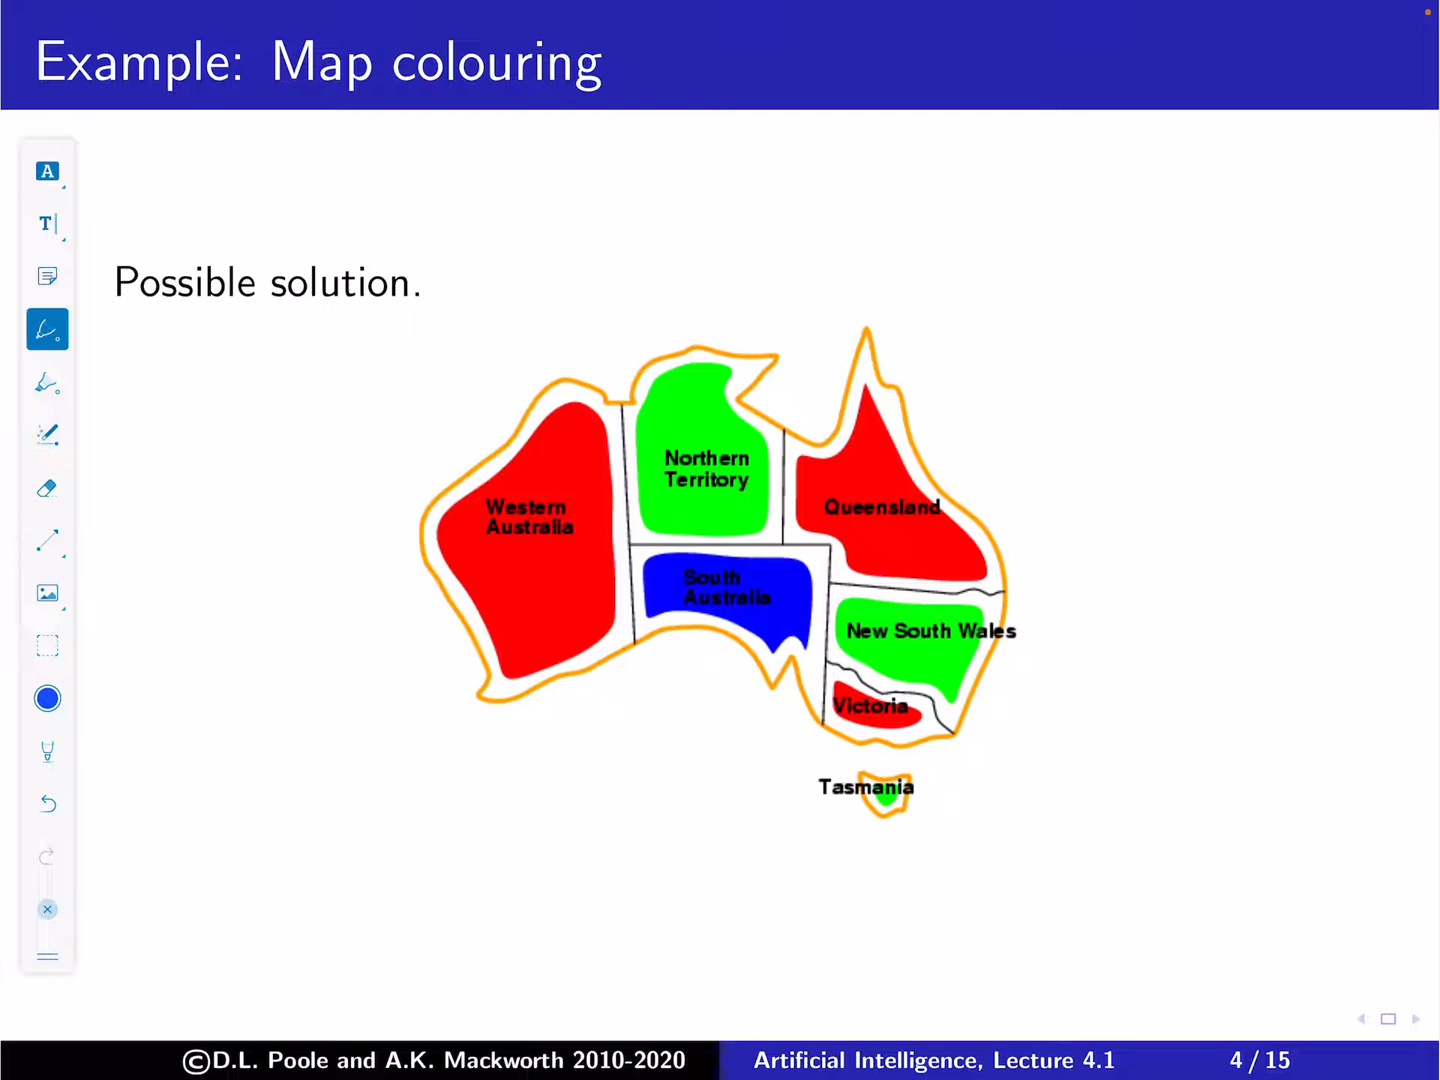 Example: Map colouring
A
T
Possible solution.
Northern
Territory
Western
Australia
Queensland
South
Australia
New South Wales
Victoria
Tasmania
©D.L. Poole and A.K. Mackworth 2010-2020
Artificial Intelligence, Lecture 4.1
4 / 15